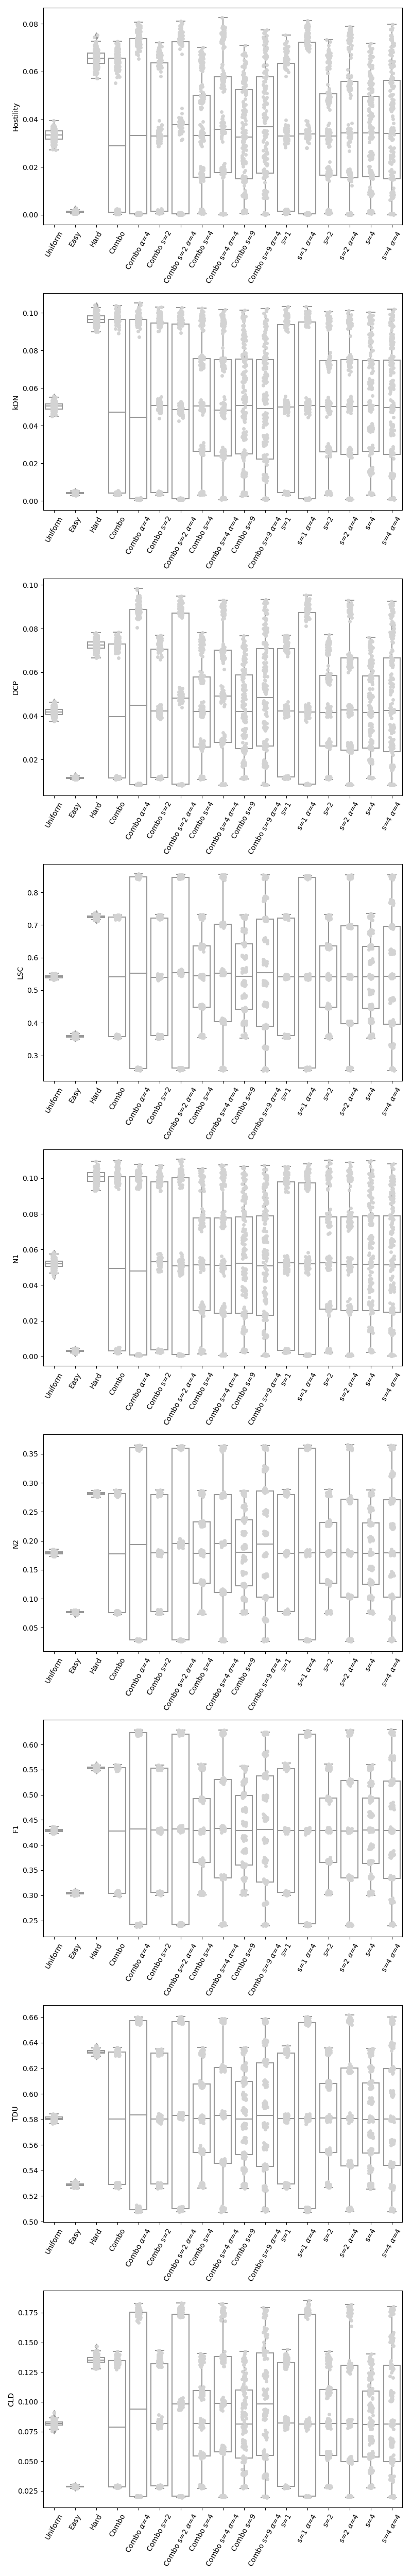 0.08
0.06
0.04
0.02
0.00
Hostility
Uniform
Easy
Hard
Combo
Combo α=4
Combo s=2
Combo s=2 α=4
Combo s=4
Combo s=4 α=4
Combo s=9
Combo s=9 α=4
s=1
s=1 α=4
s=2
s=2 α=4
s=4
s=4 α=4
0.10
0.08
0.06
0.04
0.02
0.00
kDN
Uniform
Easy
Hard
Combo
Combo α=4
Combo s=2
Combo s=2 α=4
Combo s=4
Combo s=4 α=4
Combo s=9
Combo s=9 α=4
s=1
s=1 α=4
s=2
s=2 α=4
s=4
s=4 α=4
0.10
0.08
0.06
0.04
0.02
DCP
Uniform
Easy
Hard
Combo
Combo α=4
Combo s=2
Combo s=2 α=4
Combo s=4
Combo s=4 α=4
Combo s=9
Combo s=9 α=4
s=1
s=1 α=4
s=2
s=2 α=4
s=4
s=4 α=4
0.8
0.7
0.6
0.5
0.4
0.3
LSC
Uniform
Easy
Hard
Combo
Combo α=4
Combo s=2
Combo s=2 α=4
Combo s=4
Combo s=4 α=4
Combo s=9
Combo s=9 α=4
s=1
s=1 α=4
s=2
s=2 α=4
s=4
s=4 α=4
0.10
0.08
0.06
0.04
0.02
0.00
N1
Uniform
Easy
Hard
Combo
Combo α=4
Combo s=2
Combo s=2 α=4
Combo s=4
Combo s=4 α=4
Combo s=9
Combo s=9 α=4
s=1
s=1 α=4
s=2
s=2 α=4
s=4
s=4 α=4
0.35
0.30
0.25
0.20
0.15
0.10
0.05
N2
Uniform
Easy
Hard
Combo
Combo α=4
Combo s=2
Combo s=2 α=4
Combo s=4
Combo s=4 α=4
Combo s=9
Combo s=9 α=4
s=1
s=1 α=4
s=2
s=2 α=4
s=4
s=4 α=4
0.60
0.55
0.50
0.45
0.40
0.35
0.30
0.25
F1
Uniform
Easy
Hard
Combo
Combo α=4
Combo s=2
Combo s=2 α=4
Combo s=4
Combo s=4 α=4
Combo s=9
Combo s=9 α=4
s=1
s=1 α=4
s=2
s=2 α=4
s=4
s=4 α=4
0.66
0.64
0.62
0.60
0.58
0.56
0.54
0.52
0.50
TDU
Uniform
Easy
Hard
Combo
Combo α=4
Combo s=2
Combo s=2 α=4
Combo s=4
Combo s=4 α=4
Combo s=9
Combo s=9 α=4
s=1
s=1 α=4
s=2
s=2 α=4
s=4
s=4 α=4
0.175
0.150
0.125
0.100
0.075
0.050
0.025
CLD
Uniform
Easy
Hard
Combo
Combo α=4
Combo s=2
Combo s=2 α=4
Combo s=4
Combo s=4 α=4
Combo s=9
Combo s=9 α=4
s=1
s=1 α=4
s=2
s=2 α=4
s=4
s=4 α=4